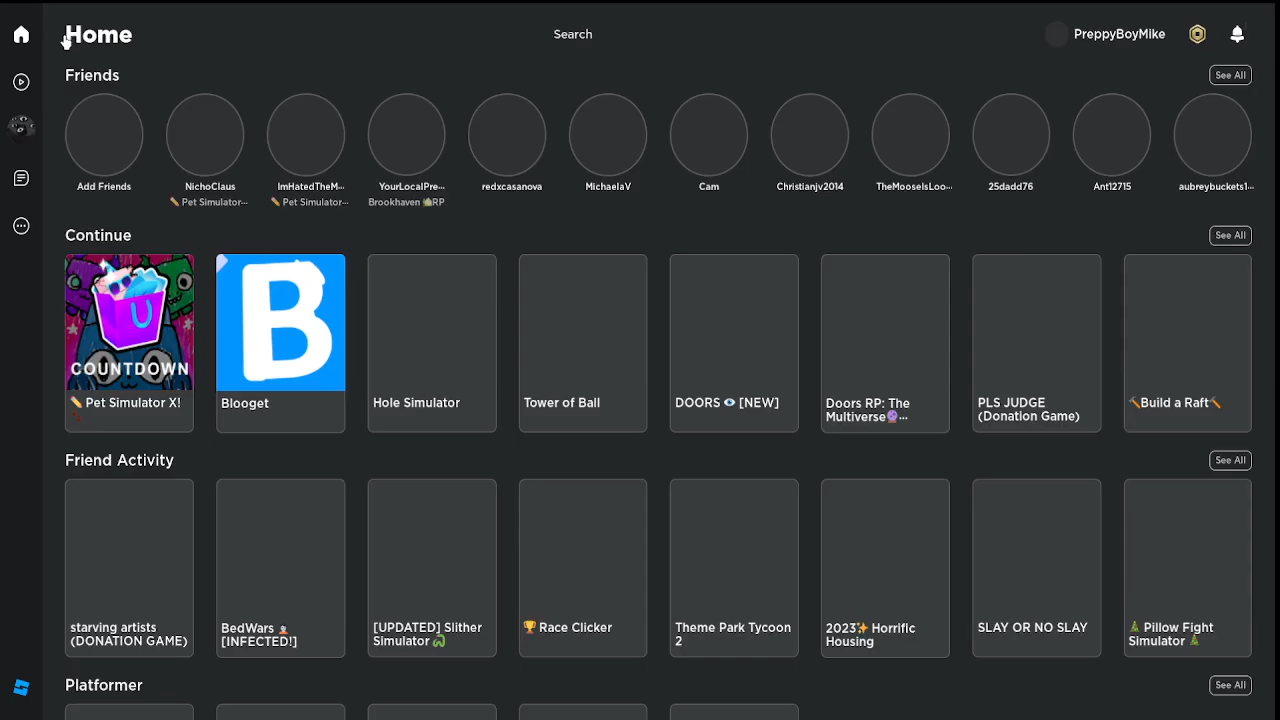 Home
Search
PreppyBoyMike
Friends
See All
Add Friends
NichoClaus
ImHatedTheM...
YourLocalPre...
redxcasanova
MichaelaV
Cam
Christianjv2014
TheMooseIsLoo...
25dadd76
Ant12715
aubreybuckets1...
✏️ Pet Simulator...
✏️ Pet Simulator...
Brookhaven 🏡RP
Continue
See All
COUNTDOWN
B
✏️ Pet Simulator X!
Blooget
Hole Simulator
Tower of Ball
DOORS 👁️ [NEW]
Doors RP: The
Multiverse🔮...
PLS JUDGE
(Donation Game)
🔨Build a Raft🔨
Friend Activity
See All
starving artists
(DONATION GAME)
BedWars
[INFECTED!]
[UPDATED] Slither
Simulator 🐍
🏆 Race Clicker
Theme Park Tycoon
2
2023✨ Horrific
Housing
SLAY OR NO SLAY
🎄 Pillow Fight
Simulator 🎄
Platformer
See All